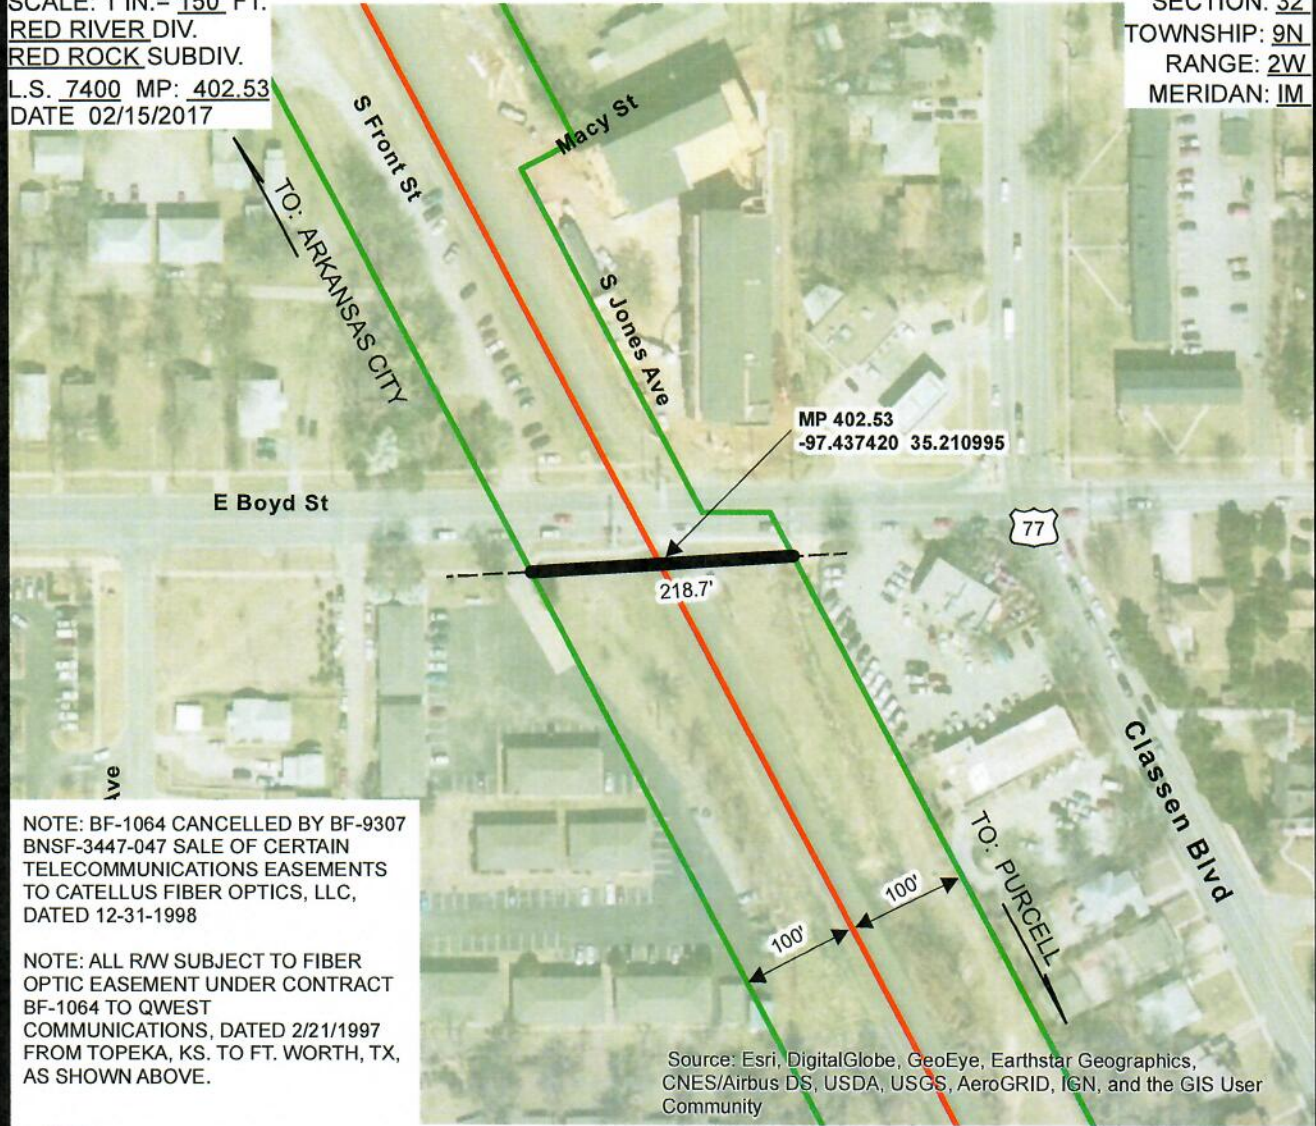 SCALE: 1 IN.= 150 FT.
RED RIVER DIV.
RED ROCK SUBDIV.
L.S. 7400 MP: 402.53
DATE 02/15/2017
SECTION: 32
TOWNSHIP: 9N
RANGE: 2W
MERIDAN: IM
S Front St
Macy St
TO: ARKANSAS CITY
S Jones Ave
MP 402.53
-97.437420 35.210995
E Boyd St
77
218.7'
Classen Blvd
Ave
TO: PURCELL
100'
100'
NOTE: BF-1064 CANCELLED BY BF-9307
BNSF-3447-047 SALE OF CERTAIN
TELECOMMUNICATIONS EASEMENTS
TO CATELLUS FIBER OPTICS, LLC,
DATED 12-31-1998
NOTE: ALL R/W SUBJECT TO FIBER
OPTIC EASEMENT UNDER CONTRACT
BF-1064 TO QWEST
COMMUNICATIONS, DATED 2/21/1997
FROM TOPEKA, KS. TO FT. WORTH, TX,
AS SHOWN ABOVE.
Source: Esri, DigitalGlobe, GeoEye, Earthstar Geographics,
CNES/Airbus DS, USDA, USGS, AeroGRID, IGN, and the GIS User
Community